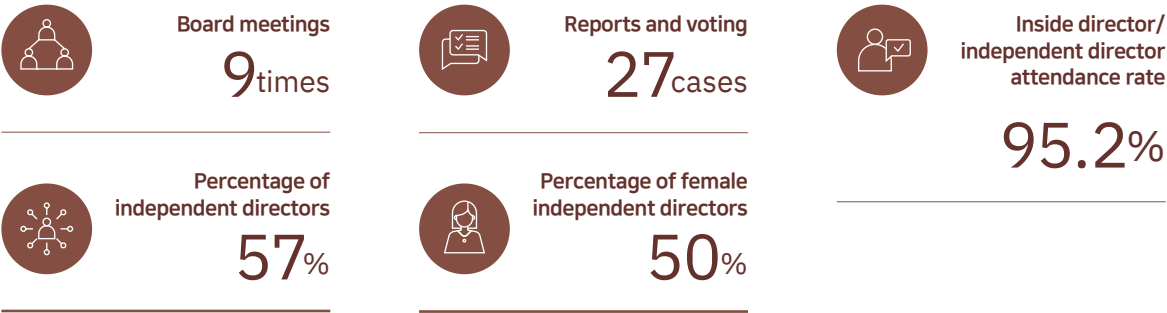 Board meetings
9times
Reports and voting
27cases
Inside director/
independent director
attendance rate
95.2%
Percentage of
independent directors
57%
Percentage of female
independent directors
50%